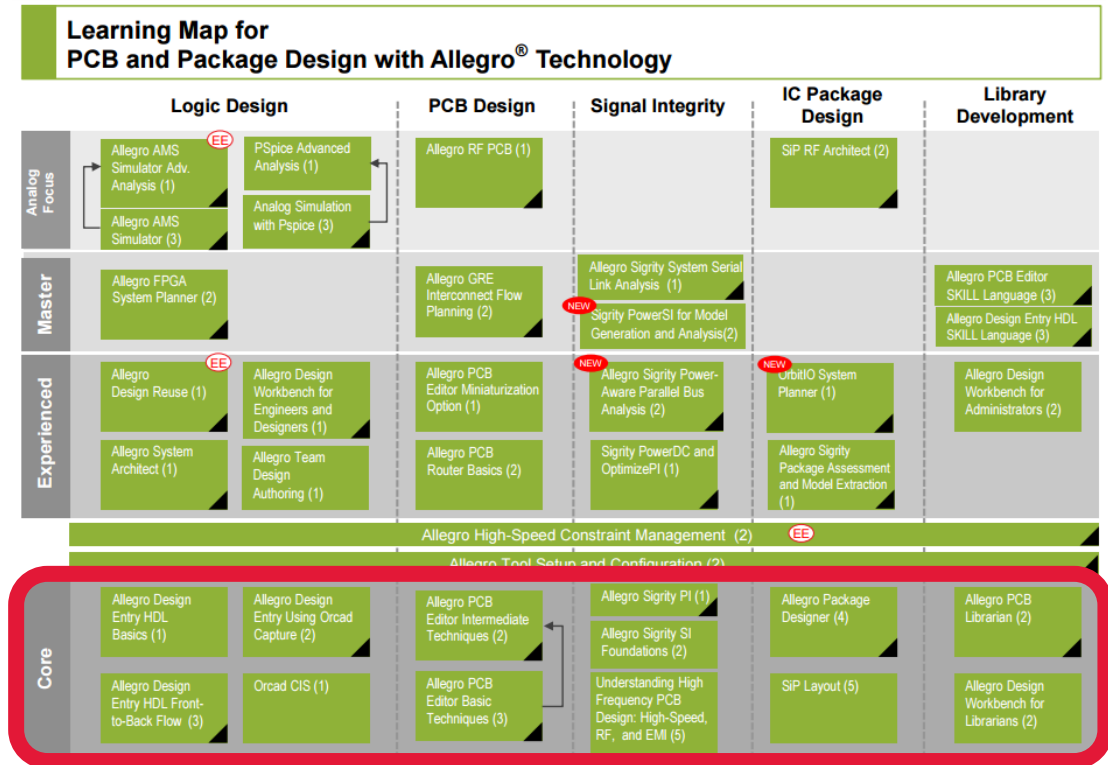 Learning Map for
PCB and Package Design with Allegro® Technology
Logic Design
PCB Design
Signal Integrity
IC Package
Design
Library
Development
Analog
Focus
Allegro AMS
Simulator Adv.
Analysis (1)
EE
PSpice Advanced
Analysis (1)
Allegro AMS
Simulator (3)
Analog Simulation
with Pspice (3)
Allegro RF PCB (1)
SiP RF Architect (2)
Master
Allegro FPGA
System Planner (2)
Allegro GRE
Interconnect Flow
Planning (2)
Allegro Sigrity System Serial
Link Analysis (1)
NEW
Sigrity PowerSI for Model
Generation and Analysis(2)
Allegro PCB Editor
SKILL Language (3)
Allegro Design Entry HDL
SKILL Language (3)
Experienced
Allegro
Design Reuse (1)
EE
Allegro Design
Workbench for
Engineers and
Designers (1)
Allegro System
Architect (1)
Allegro Team
Design
Authoring (1)
Allegro PCB
Editor Miniaturization
Option (1)
Allegro PCB
Router Basics (2)
NEW
Allegro Sigrity Power-
Aware Parallel Bus
Analysis (2)
Sigrity PowerDC and
OptimizePI (1)
NEW
OrbitIO System
Planner (1)
Allegro Sigrity
Package Assessment
and Model Extraction
(1)
Allegro Design
Workbench for
Administrators (2)
Allegro High-Speed Constraint Management (2)
EE
Allegro Tool Setup and Configuration (2)
Core
Allegro Design
Entry HDL
Basics (1)
Allegro Design
Entry Using Orcad
Capture (2)
Allegro Design
Entry HDL Front-
to-Back Flow (3)
Orcad CIS (1)
Allegro PCB
Editor Intermediate
Techniques (2)
Allegro PCB
Editor Basic
Techniques (3)
Allegro Sigrity PI (1)
Allegro Sigrity SI
Foundations (2)
Understanding High
Frequency PCB
Design: High-Speed,
RF, and EMI (5)
Allegro Package
Designer (4)
SiP Layout (5)
Allegro PCB
Librarian (2)
Allegro Design
Workbench for
Librarians (2)